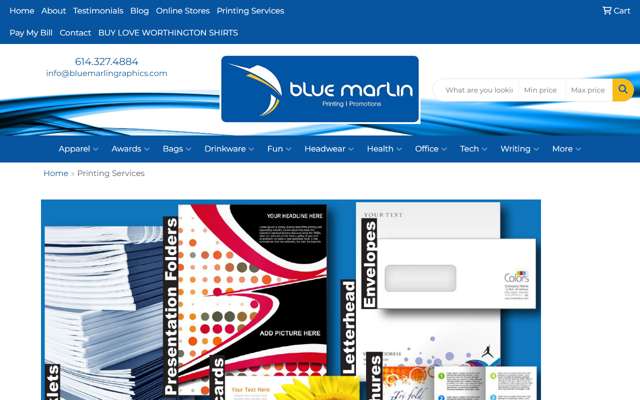 Home About Testimonials Blog Online Stores Printing Services
Cart
Pay My Bill Contact BUY LOVE WORTHINGTON SHIRTS
614.327.4884
info@bluemarlingraphics.com
blue marlin
Printing | Promotions
What are you lookin
Min price
Max price
Apparel Awards Bags Drinkware Fun Headwear Health Office Tech Writing More
Home > Printing Services
YOUR HEADLINE HERE
YOUR TEXT
Presentation Folders
Envelopes
Letterhead
Colors
ADD PICTURE HERE
Your Text Here